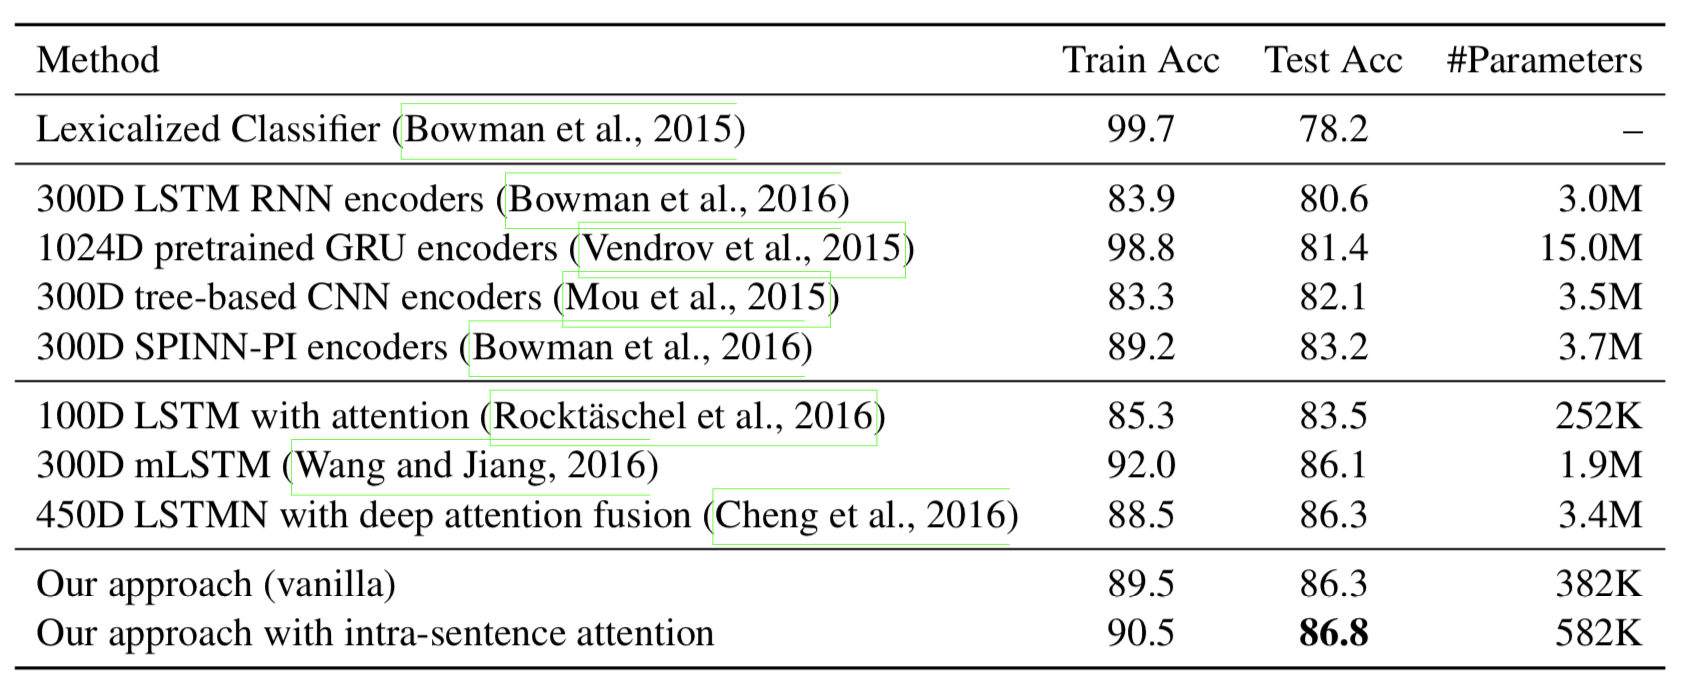 Method Train Acc Test Acc #Parameters
Lexicalized Classifier (Bowman et al., 2015) 99.7 78.2 –
300D LSTM RNN encoders (Bowman et al., 2016) 83.9 80.6 3.0M
1024D pretrained GRU encoders (Vendrov et al., 2015) 98.8 81.4 15.0M
300D tree-based CNN encoders (Mou et al., 2015) 83.3 82.1 3.5M
300D SPINN-PI encoders (Bowman et al., 2016) 89.2 83.2 3.7M
100D LSTM with attention (Rocktäschel et al., 2016) 85.3 83.5 252K
300D mLSTM (Wang and Jiang, 2016) 92.0 86.1 1.9M
450D LSTMN with deep attention fusion (Cheng et al., 2016) 88.5 86.3 3.4M
Our approach (vanilla) 89.5 86.3 382K
Our approach with intra-sentence attention 90.5 86.8 582K